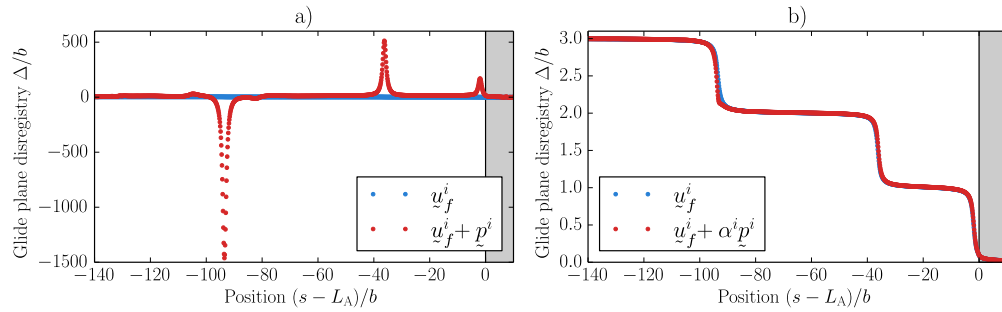 a)
Glide plane disregistry Δ/b
500
0
−500
−1000
−1500
−140 −120 −100 −80 −60 −40 −20 0
Position (s − L_A)/b
u_f^i
u_f^i + p^i
b)
Glide plane disregistry Δ/b
3.0
2.5
2.0
1.5
1.0
0.5
0.0
−140 −120 −100 −80 −60 −40 −20 0
Position (s − L_A)/b
u_f^i
u_f^i + α^i p^i